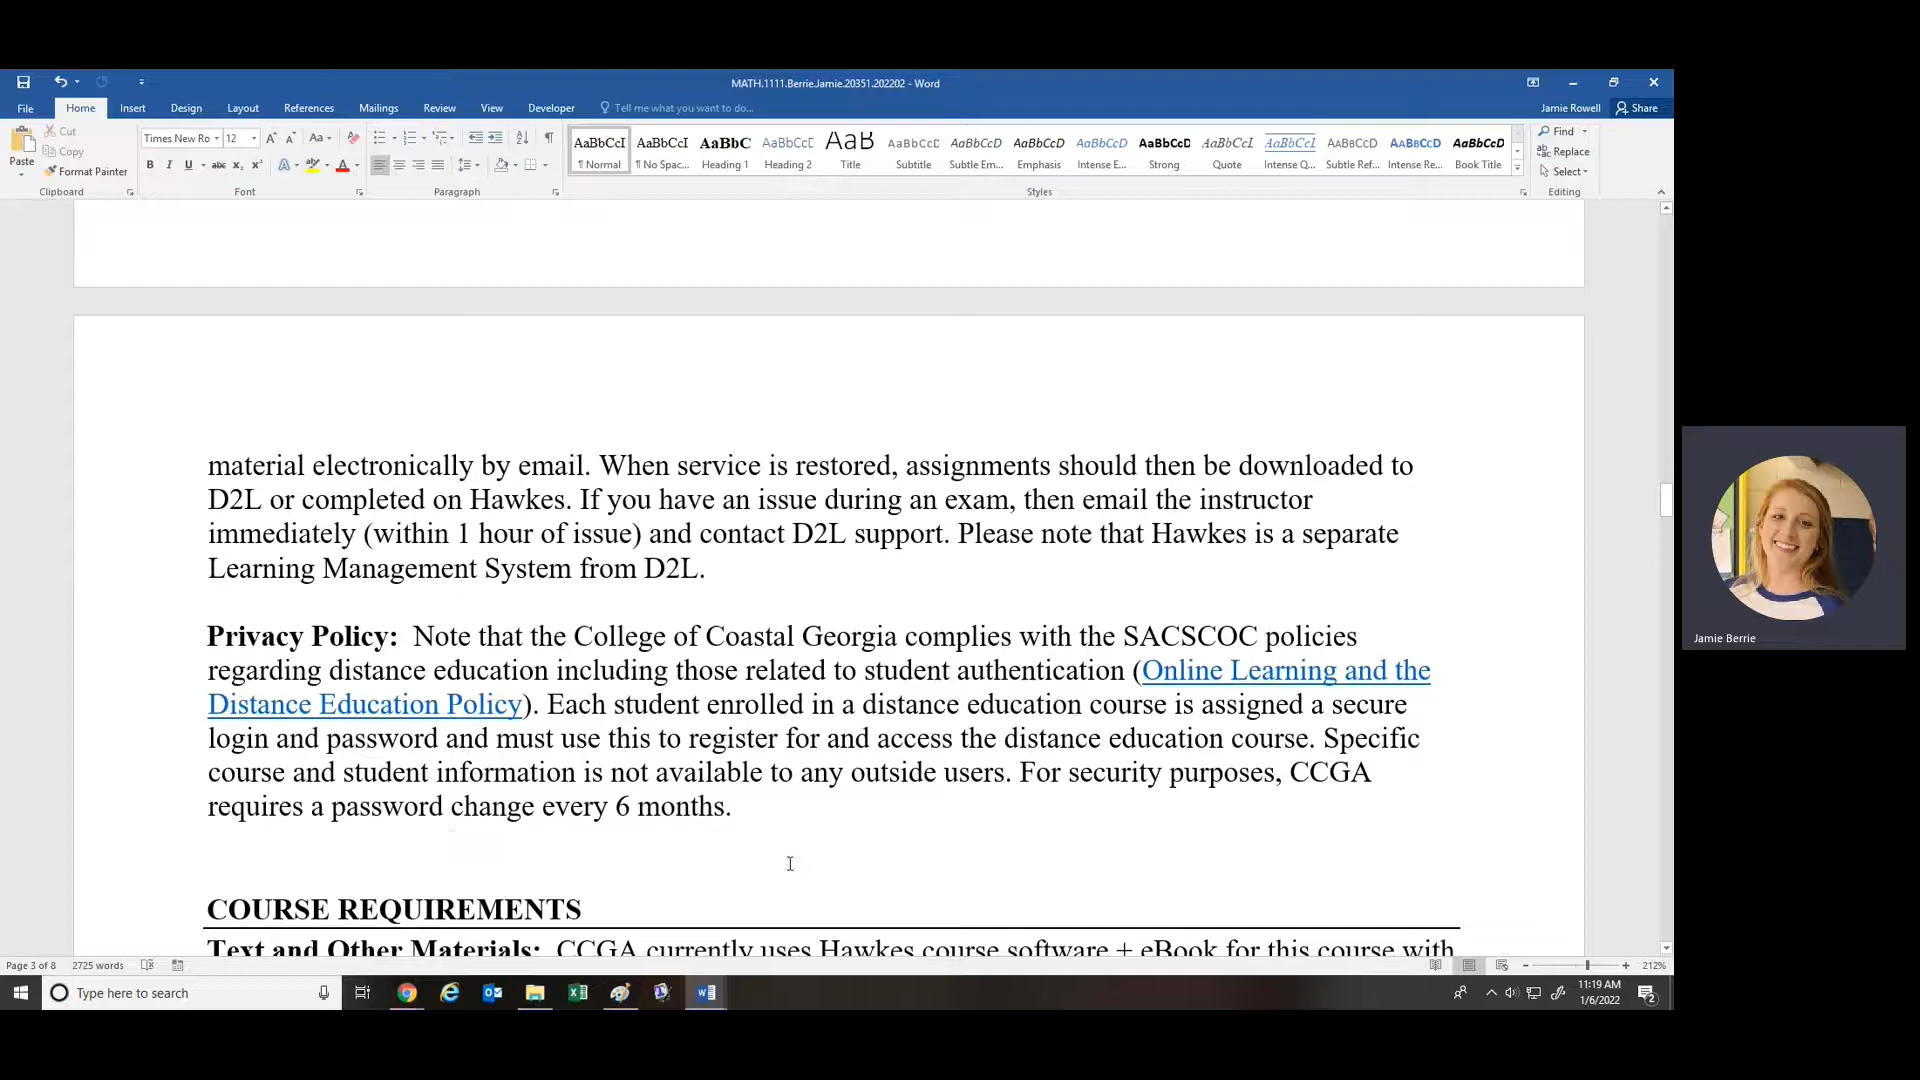 MATH.1111.Berrie.Jamie.20351.202202 - Word
File Home Insert Design Layout References Mailings Review View Developer Tell me what you want to do... Jamie Rowell Share
Paste Cut Copy Format Painter
Times New Ro 12 Aa
B I U abc x₂ x² A A
AaBbCcI AaBbCcI AaBbC AaBbCcC AaB AaBbCcD AaBbCcD AaBbCcD AaBbCcD AaBbCcD AaBbCcI AaBbCcI AaBbCcD AaBbCcD AaBbCcD
¶ Normal ¶ No Spac... Heading 1 Heading 2 Title Subtitle Subtle Em... Emphasis Intense E... Strong Quote Intense Q... Subtle Ref... Intense Re... Book Title
Find
Replace
Select
Clipboard Font Paragraph Styles Editing
material electronically by email. When service is restored, assignments should then be downloaded to
D2L or completed on Hawkes. If you have an issue during an exam, then email the instructor
immediately (within 1 hour of issue) and contact D2L support. Please note that Hawkes is a separate
Learning Management System from D2L.
Privacy Policy: Note that the College of Coastal Georgia complies with the SACSCOC policies
regarding distance education including those related to student authentication (Online Learning and the
Distance Education Policy). Each student enrolled in a distance education course is assigned a secure
login and password and must use this to register for and access the distance education course. Specific
course and student information is not available to any outside users. For security purposes, CCGA
requires a password change every 6 months.
COURSE REQUIREMENTS
Text and Other Materials: CCGA currently uses Hawkes course software + eBook for this course with
Jamie Berrie
Page 3 of 8 2725 words 212%
Type here to search
11:19 AM
1/6/2022
2